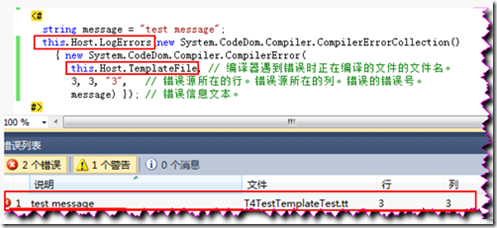 <#
string message = "test message";
this.Host.LogErrors(new System.CodeDom.Compiler.CompilerErrorCollection()
{ new System.CodeDom.Compiler.CompilerError(
this.Host.TemplateFile, // 编译器遇到错误时正在编译的文件的文件名。
3, 3, "3", // 错误源所在的行。错误源所在的列。错误的错误号。
message) }); // 错误信息文本。
#>
100 %
错误列表
2 个错误 1 个警告 0 个消息
说明 文件 行 列
1 test message T4TestTemplateTest.tt 3 3